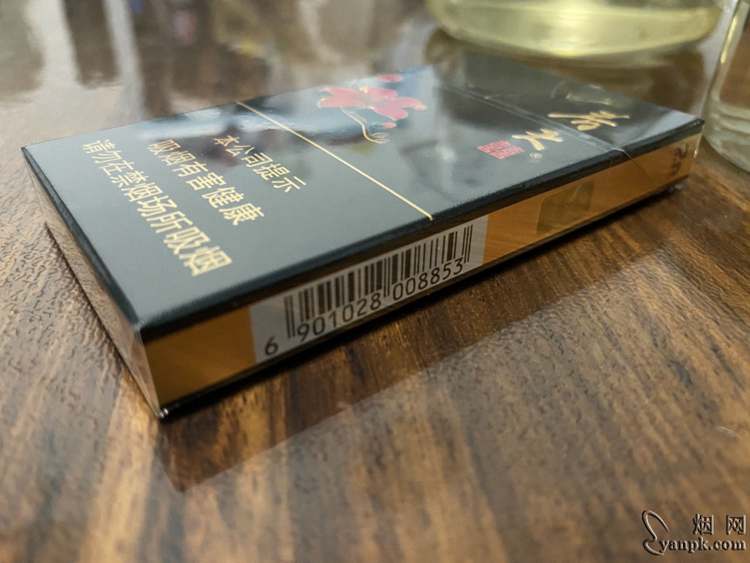 本公司提示
吸烟有害健康
请勿在禁烟场所吸烟
6 901028 008853
®
烟网
yanpk.com